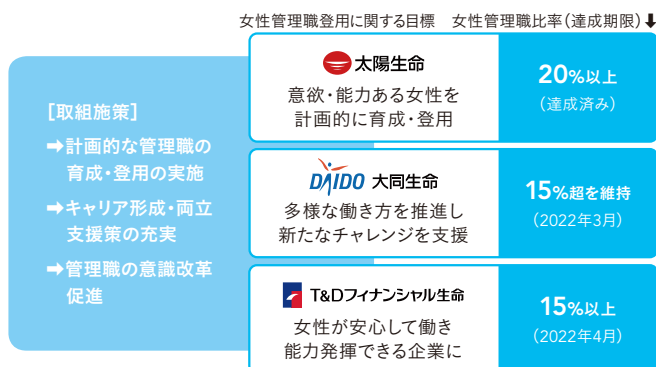 女性管理職登用に関する目標 女性管理職比率（達成期限）⬇
［取組施策］
➡計画的な管理職の
育成・登用の実施
➡キャリア形成・両立
支援策の充実
➡管理職の意識改革
促進
太陽生命
意欲・能力ある女性を
計画的に育成・登用
20%以上
（達成済み）
DAIDO 大同生命
多様な働き方を推進し
新たなチャレンジを支援
15%超を維持
（2022年3月）
T&Dフィナンシャル生命
女性が安心して働き
能力発揮できる企業に
15%以上
（2022年4月）